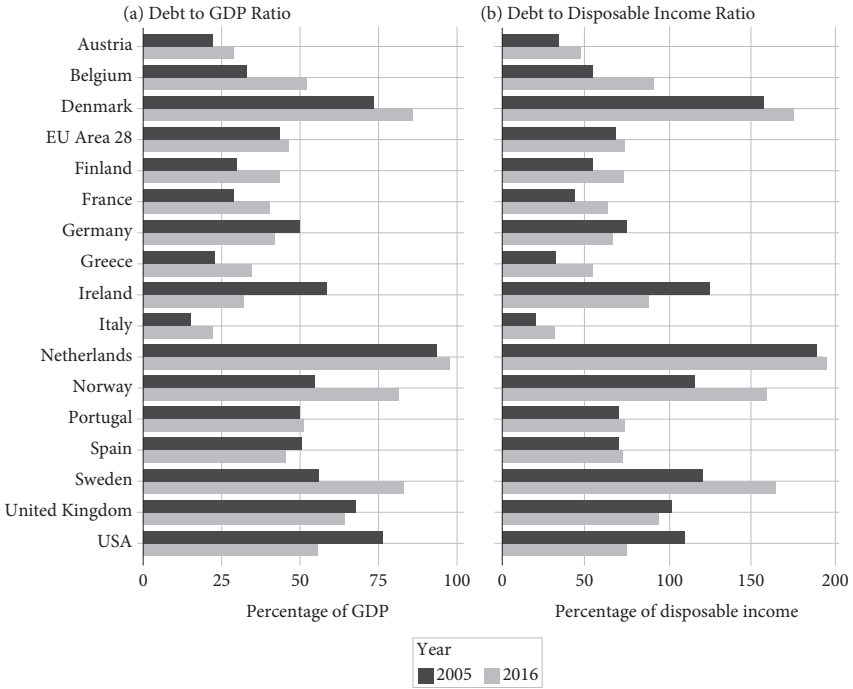 (a) Debt to GDP Ratio
(b) Debt to Disposable Income Ratio
Austria
Belgium
Denmark
EU Area 28
Finland
France
Germany
Greece
Ireland
Italy
Netherlands
Norway
Portugal
Spain
Sweden
United Kingdom
USA
0 25 50 75 100
0 50 100 150 200
Percentage of GDP
Percentage of disposable income
Year
2005 2016